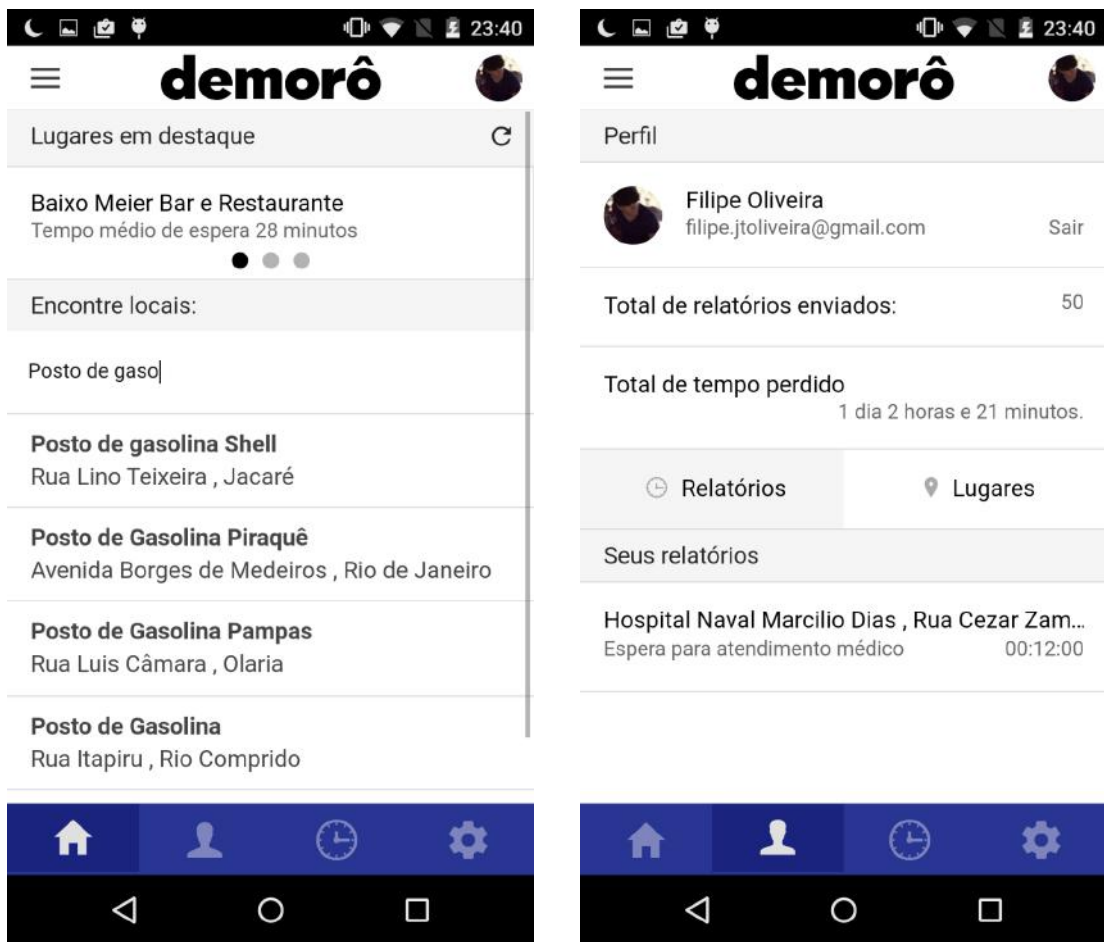 23:40
demorô
Lugares em destaque
Baixo Meier Bar e Restaurante
Tempo médio de espera 28 minutos
Encontre locais:
Posto de gaso
Posto de gasolina Shell
Rua Lino Teixeira , Jacaré
Posto de Gasolina Piraquê
Avenida Borges de Medeiros , Rio de Janeiro
Posto de Gasolina Pampas
Rua Luis Câmara , Olaria
Posto de Gasolina
Rua Itapiru , Rio Comprido
23:40
demorô
Perfil
Filipe Oliveira
filipe.jtoliveira@gmail.com Sair
Total de relatórios enviados: 50
Total de tempo perdido
1 dia 2 horas e 21 minutos.
Relatórios Lugares
Seus relatórios
Hospital Naval Marcilio Dias , Rua Cezar Zam...
Espera para atendimento médico 00:12:00